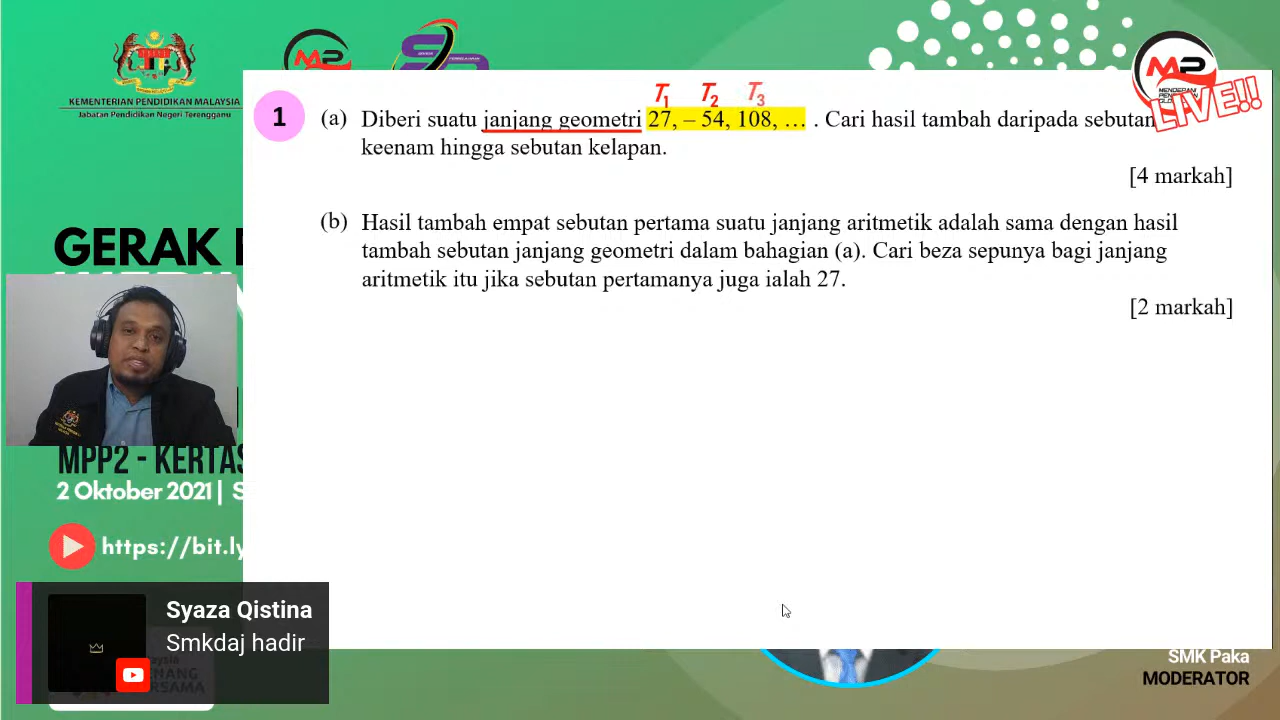 KEMENTERIAN PENDIDIKAN MALAYSIA
Jabatan Pendidikan Negeri Terengganu
MP
MP
LIVE!!
1
T1 T2 T3
(a) Diberi suatu janjang geometri 27, – 54, 108, … . Cari hasil tambah daripada sebutan
keenam hingga sebutan kelapan.
[4 markah]
(b) Hasil tambah empat sebutan pertama suatu janjang aritmetik adalah sama dengan hasil
tambah sebutan janjang geometri dalam bahagian (a). Cari beza sepunya bagi janjang
aritmetik itu jika sebutan pertamanya juga ialah 27.
[2 markah]
GERAK
MPP2 - KERTAS
2 Oktober 2021 | S
https://bit.ly
Syaza Qistina
Smkdaj hadir
SMK Paka
MODERATOR